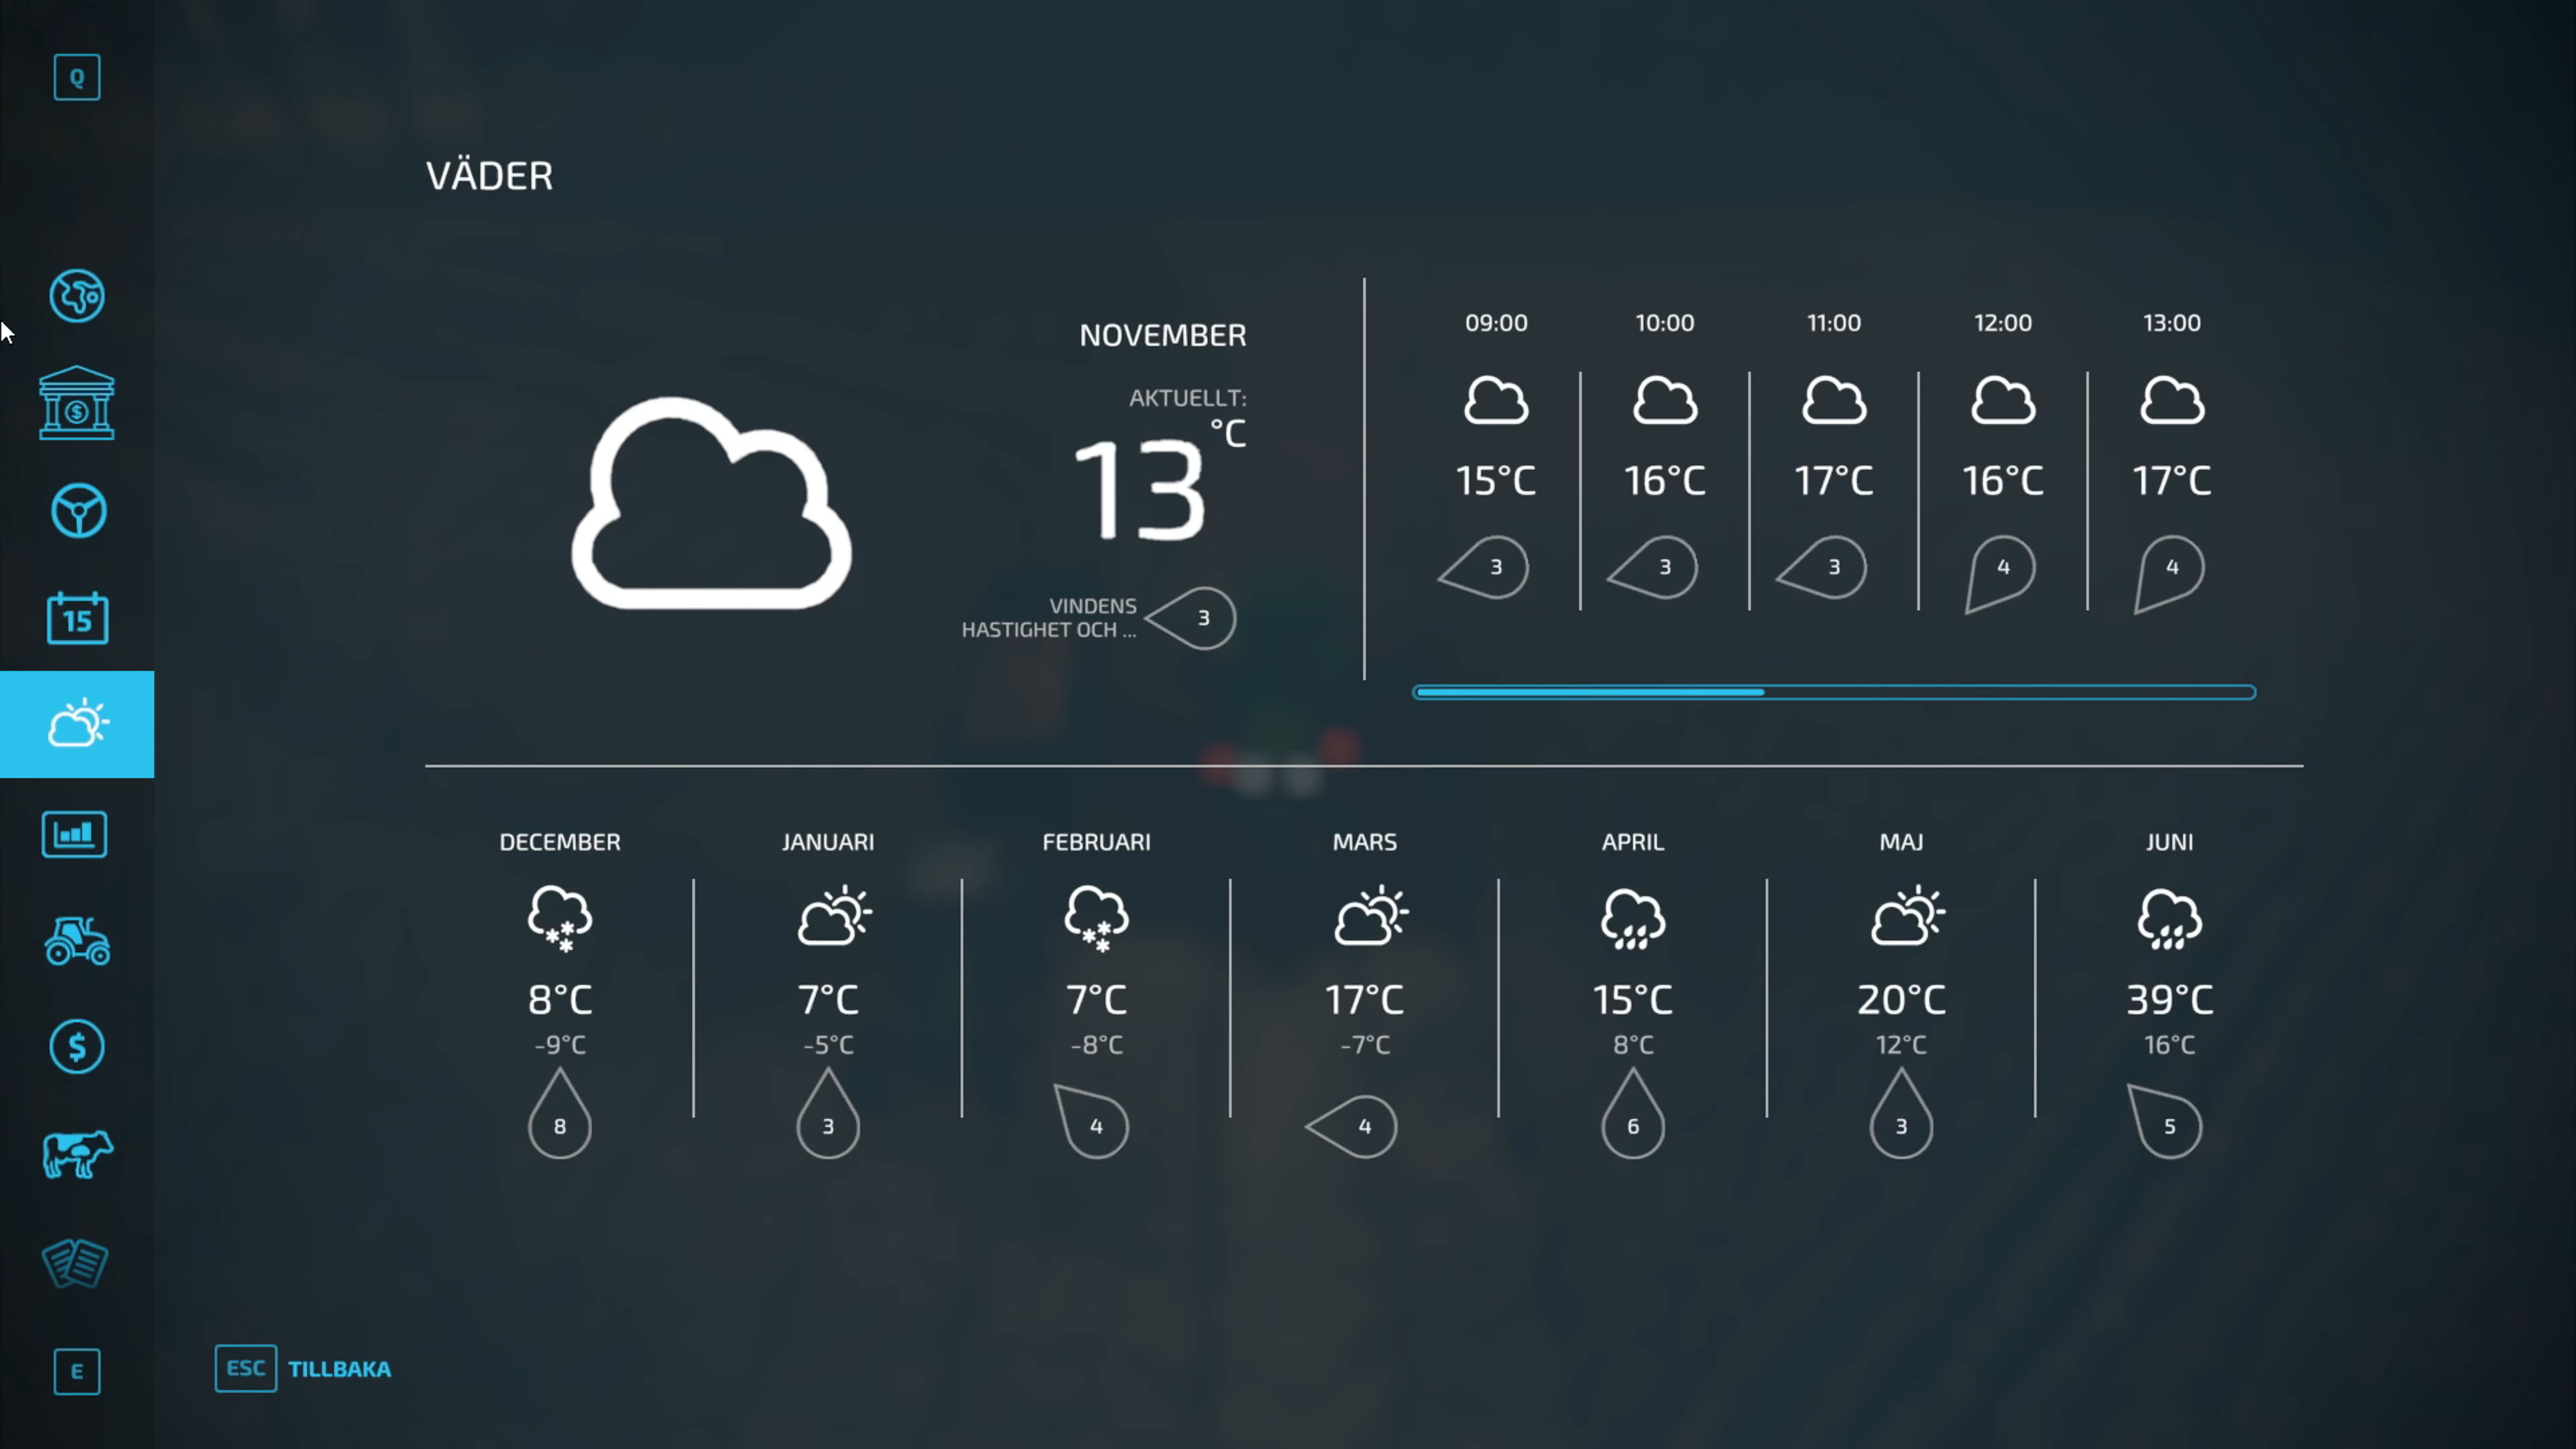 Q
VÄDER
NOVEMBER
AKTUELLT:
13°C
VINDENS
HASTIGHET OCH ...
3
09:00 10:00 11:00 12:00 13:00
15°C 16°C 17°C 16°C 17°C
3 3 3 4 4
$
15
DECEMBER JANUARI FEBRUARI MARS APRIL MAJ JUNI
8°C 7°C 7°C 17°C 15°C 20°C 39°C
-9°C -5°C -8°C -7°C 8°C 12°C 16°C
8 3 4 4 6 3 5
$
E
ESC TILLBAKA